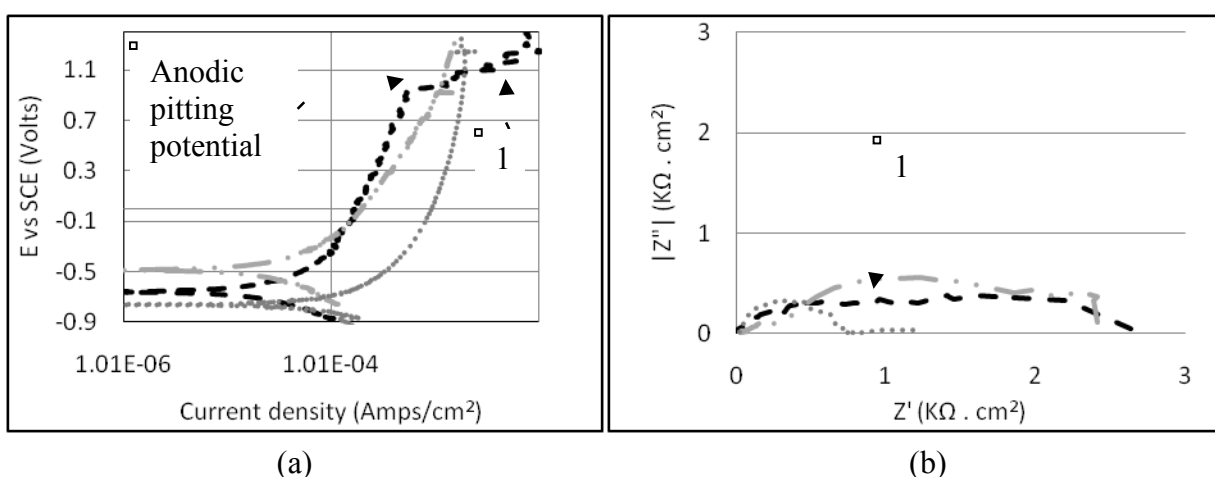 1.1
0.7
0.3
-0.1
-0.5
-0.9
E vs SCE (Volts)
Anodic
pitting
potential
1
1.01E-06 1.01E-04
Current density (Amps/cm²)
(a)
3
2
1
0
|Z"| (KΩ . cm²)
1
0 1 2 3
Z' (KΩ . cm²)
(b)